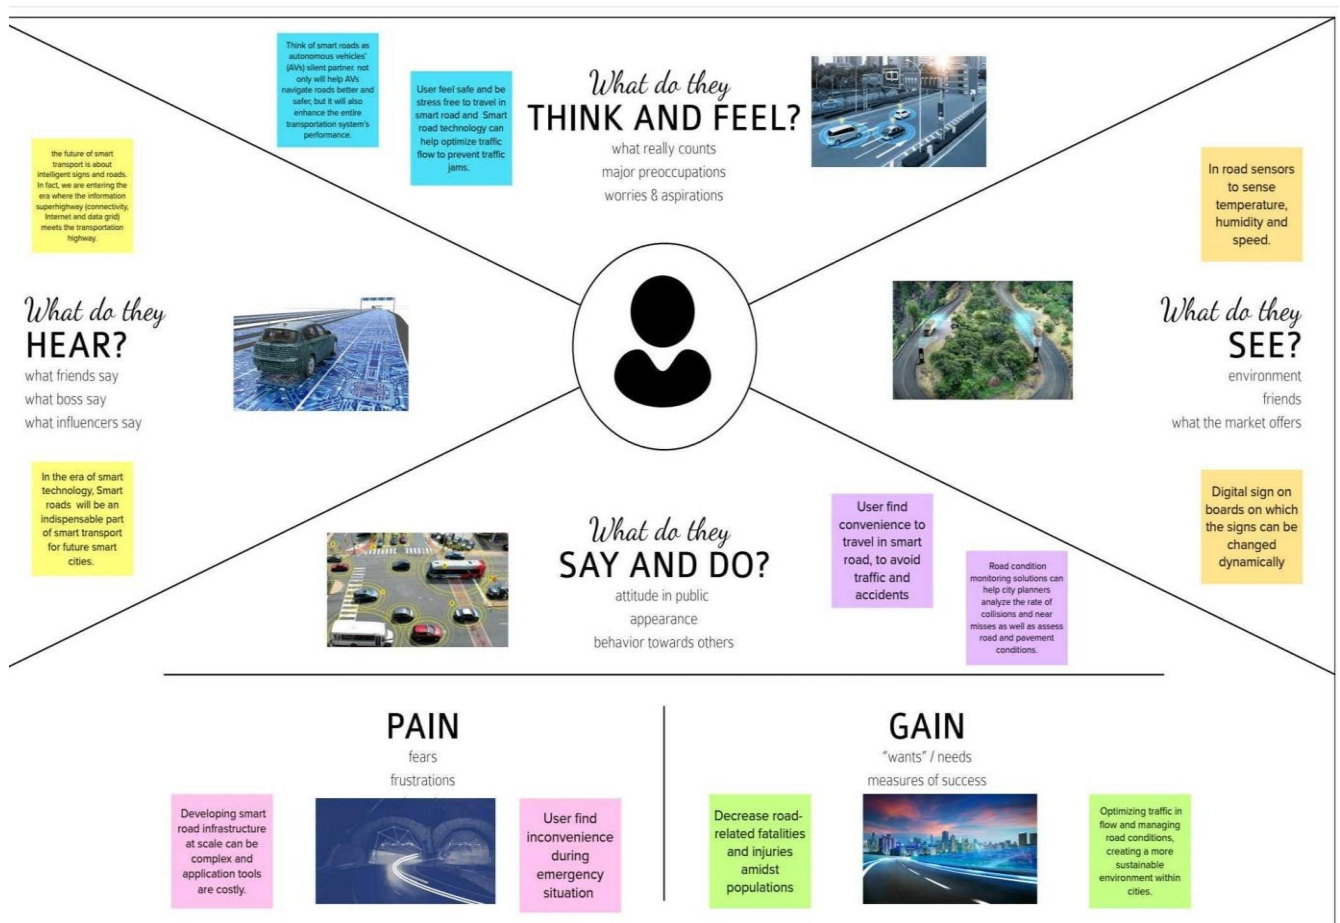 Think of smart roads as
autonomous vehicles'
(AVs) silent partner. not
only will help AVs
navigate roads better and
safer, but it will also
enhance the entire
transportation system's
performance.
User feel safe and be
stress free to travel in
smart road and Smart
road technology can
help optimize traffic
flow to prevent traffic
jams.
What do they
THINK AND FEEL?
what really counts
major preoccupations
worries & aspirations
the future of smart
transport is about
intelligent signs and roads.
In fact, we are entering the
era where the information
superhighway (connectivity,
Internet and data grid)
meets the transportation
highway.
What do they
HEAR?
what friends say
what boss say
what influencers say
In the era of smart
technology, Smart
roads will be an
indispensable part
of smart transport
for future smart
cities.
In road sensors
to sense
temperature,
humidity and
speed.
What do they
SEE?
environment
friends
what the market offers
Digital sign on
boards on which
the signs can be
changed
dynamically
What do they
SAY AND DO?
attitude in public
appearance
behavior towards others
User find
convenience to
travel in smart
road, to avoid
traffic and
accidents
Road condition
monitoring solutions can
help city planners
analyze the rate of
collisions and near
misses as well as assess
road and pavement
conditions.
PAIN
fears
frustrations
Developing smart
road infrastructure
at scale can be
complex and
application tools
are costly.
User find
inconvenience
during
emergency
situation
GAIN
"wants" / needs
measures of success
Decrease road-
related fatalities
and injuries
amidst
populations
Optimizing traffic in
flow and managing
road conditions,
creating a more
sustainable
environment within
cities.